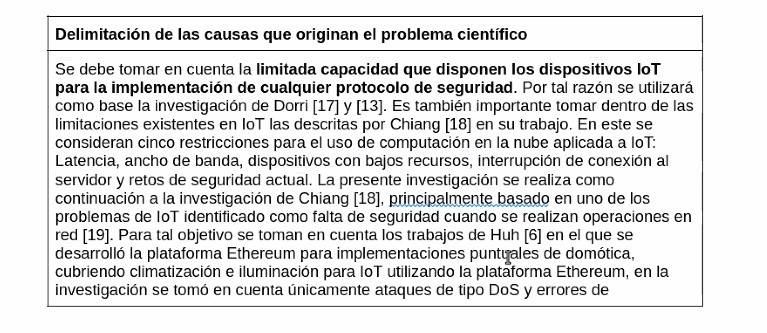 Delimitación de las causas que originan el problema científico
Se debe tomar en cuenta la limitada capacidad que disponen los dispositivos IoT
para la implementación de cualquier protocolo de seguridad. Por tal razón se utilizará
como base la investigación de Dorri [17] y [13]. Es también importante tomar dentro de las
limitaciones existentes en IoT las descritas por Chiang [18] en su trabajo. En este se
consideran cinco restricciones para el uso de computación en la nube aplicada a IoT:
Latencia, ancho de banda, dispositivos con bajos recursos, interrupción de conexión al
servidor y retos de seguridad actual. La presente investigación se realiza como
continuación a la investigación de Chiang [18], principalmente basado en uno de los
problemas de IoT identificado como falta de seguridad cuando se realizan operaciones en
red [19]. Para tal objetivo se toman en cuenta los trabajos de Huh [6] en el que se
desarrolló la plataforma Ethereum para implementaciones puntuales de domótica,
cubriendo climatización e iluminación para IoT utilizando la plataforma Ethereum, en la
investigación se tomó en cuenta únicamente ataques de tipo DoS y errores de